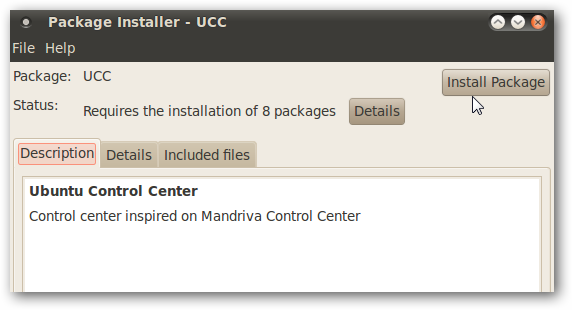 Package Installer - UCC
File Help
Package: UCC
Install Package
Status: Requires the installation of 8 packages Details
Description Details Included files
Ubuntu Control Center
Control center inspired on Mandriva Control Center